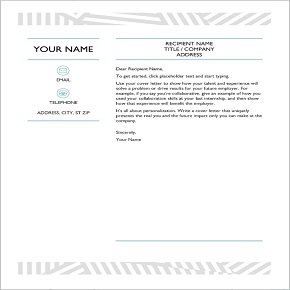 YOUR NAME
EMAIL
TELEPHONE
ADDRESS, CITY, ST ZIP
RECIPIENT NAME
TITLE / COMPANY
ADDRESS
Dear Recipient Name,
To get started, click placeholder text and start typing.
Use your cover letter to show how your talent and experience will
solve a problem or drive results for your future employer. For
example, if you say you're collaborative, give an example of how you
used your collaborative skills at your last internship, and then show
how that experience will benefit the employer.
It's all about personalization. Write a cover letter that uniquely
presents the real you and the future impact only you can make at the
company.
Sincerely,
Your Name